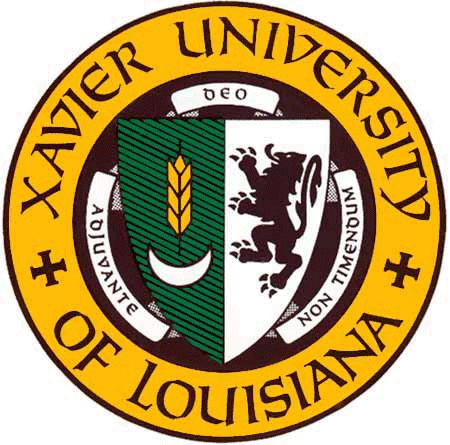 XAVIER UNIVERSITY
OF LOUISIANA
DEO
ADJUVANTE
NON TIMENDUM